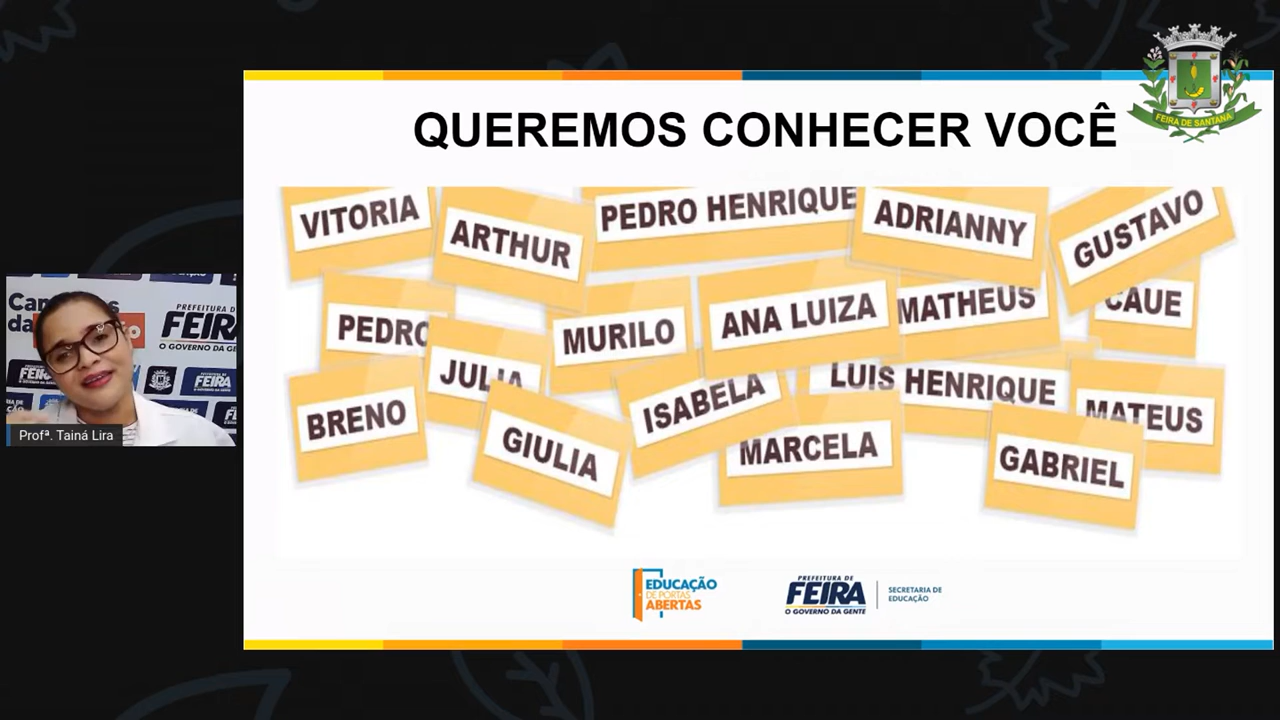 QUEREMOS CONHECER VOCÊ
FEIRA DE SANTANA
VITORIA
ARTHUR
PEDRO HENRIQUE
ADRIANNY
GUSTAVO
PEDRO
MURILO
ANA LUIZA
MATHEUS
CAUE
JULIA
BRENO
GIULIA
ISABELA
LUIS HENRIQUE
MARCELA
MATEUS
GABRIEL
PREFEITURA DE
FEIRA
O GOVERNO DA GENTE
FEIRA
Profª. Tainá Lira
EDUCAÇÃO
DE PORTAS
ABERTAS
PREFEITURA DE
FEIRA
O GOVERNO DA GENTE
SECRETARIA DE
EDUCAÇÃO